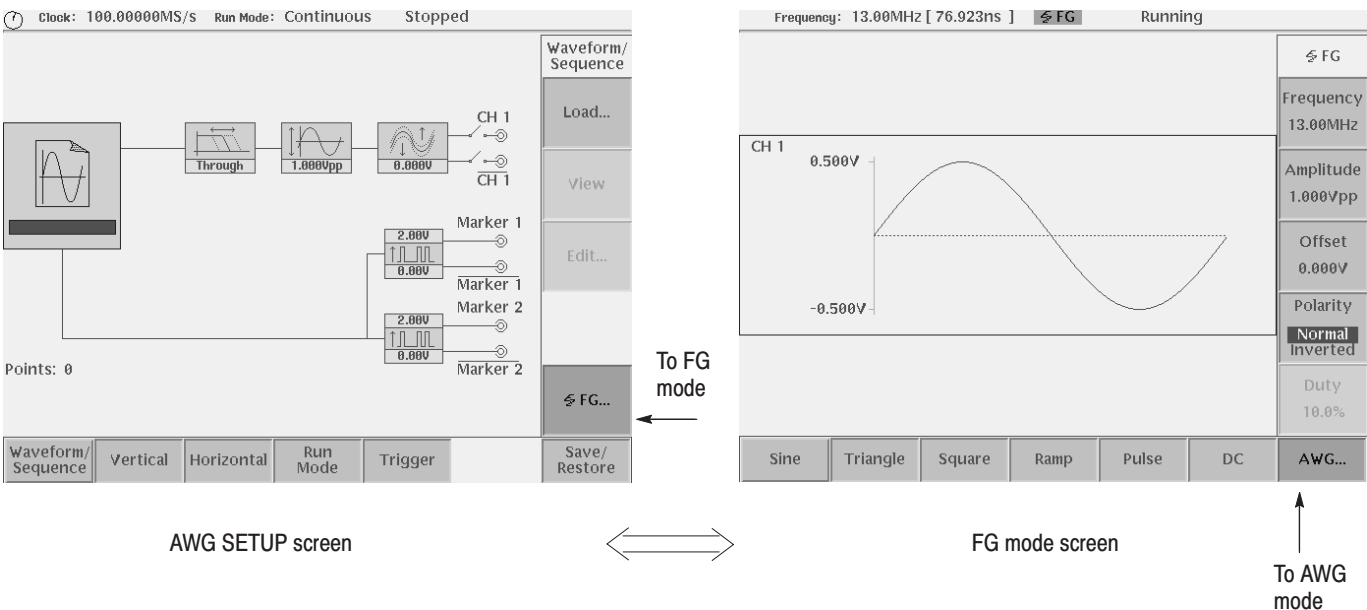 Clock: 100.00000MS/s Run Mode: Continuous Stopped
Waveform/
Sequence
Load...
View
Edit...
CH 1
CH 1
Through
1.000Vpp
0.000V
Marker 1
2.00V
0.00V
Marker 1
Marker 2
2.00V
0.00V
Marker 2
Points: 0
FG...
Waveform/
Sequence
Vertical
Horizontal
Run
Mode
Trigger
Save/
Restore
To FG
mode
AWG SETUP screen
Frequency: 13.00MHz [ 76.923ns ] FG Running
FG
Frequency
13.00MHz
Amplitude
1.000Vpp
Offset
0.000V
Polarity
Normal
Inverted
Duty
10.0%
CH 1
0.500V
-0.500V
Sine
Triangle
Square
Ramp
Pulse
DC
AWG...
FG mode screen
To AWG
mode